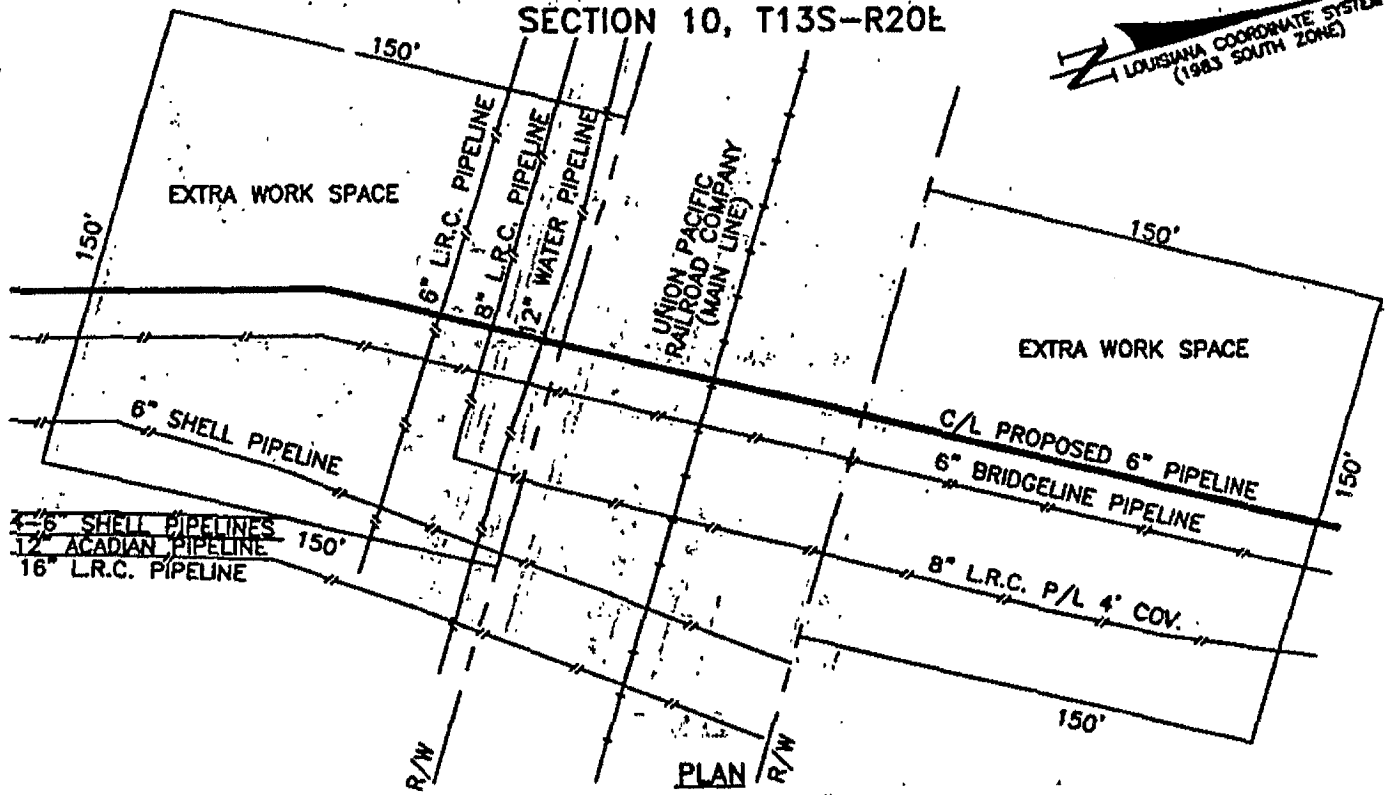 SECTION 10, T13S-R20E
N
LOUISIANA COORDINATE SYSTEM
(1983 SOUTH ZONE)
150'
EXTRA WORK SPACE
150'
6" L.R.C. PIPELINE
8" L.R.C. PIPELINE
12" WATER PIPELINE
UNION PACIFIC
RAILROAD COMPANY
(MAIN LINE)
150'
EXTRA WORK SPACE
150'
C/L PROPOSED 6" PIPELINE
6" BRIDGELINE PIPELINE
8" L.R.C. P/L 4' COV.
150'
6" SHELL PIPELINE
4-6" SHELL PIPELINES
12" ACADIAN PIPELINE
16" L.R.C. PIPELINE
150'
R/W
PLAN
R/W